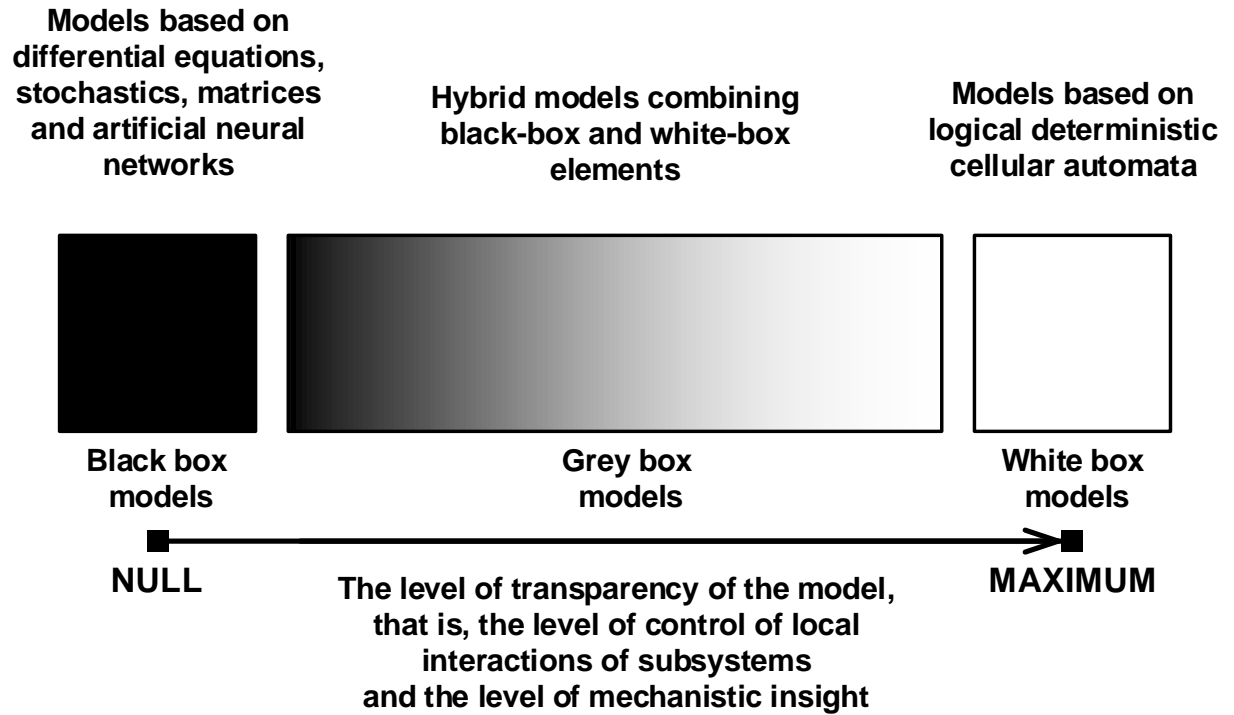 Models based on
differential equations,
stochastics, matrices
and artificial neural
networks
Hybrid models combining
black-box and white-box
elements
Models based on
logical deterministic
cellular automata
Black box
models
Grey box
models
White box
models
NULL
MAXIMUM
The level of transparency of the model,
that is, the level of control of local
interactions of subsystems
and the level of mechanistic insight